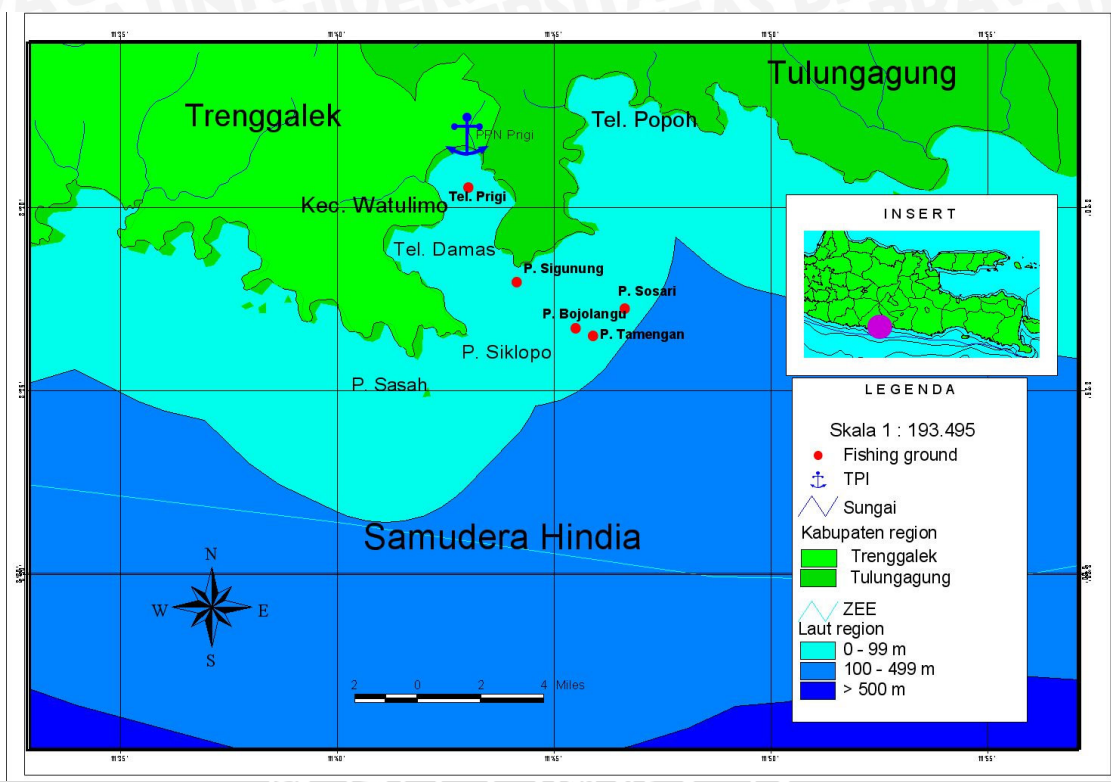 Trenggalek
Tulungagung
PPN Prigi
Tel. Popoh
Tel. Prigi
Kec. Watulimo
Tel. Damas
P. Sigunung
P. Sosari
P. Bojolangu
P. Tamengan
P. Siklopo
P. Sasah
Samudera Hindia
N
W
E
S
2 0 2 4 Miles
INSERT
LEGENDA
Skala 1 : 193.495
Fishing ground
TPI
Sungai
Kabupaten region
Trenggalek
Tulungagung
ZEE
Laut region
0 - 99 m
100 - 499 m
> 500 m